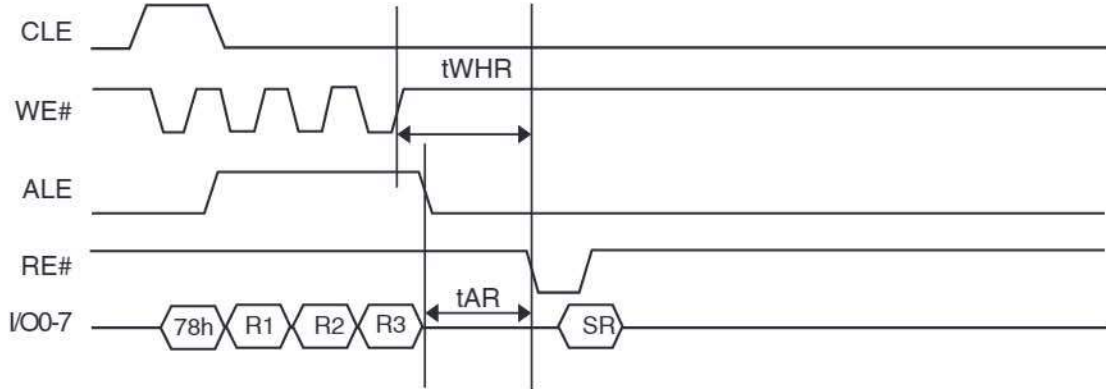 CLE
tWHR
WE#
ALE
RE#
tAR
I/O0-7 78h R1 R2 R3 SR